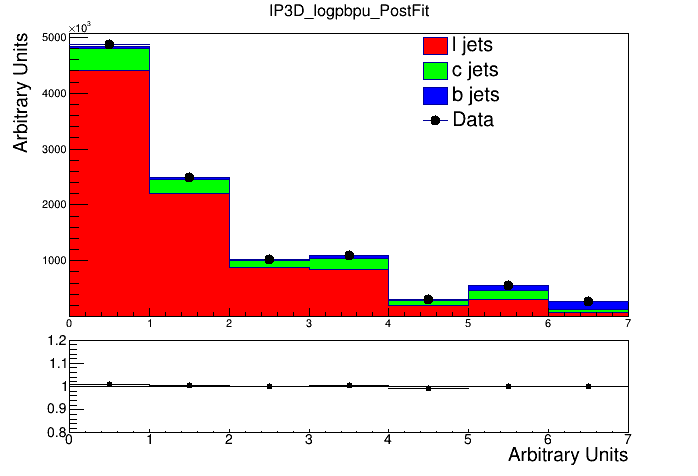 IP3D_logpbpu_PostFit
×10³
Arbitrary Units
5000
4000
3000
2000
1000
l jets
c jets
b jets
Data
0 1 2 3 4 5 6 7
1.2
1.1
1
0.9
0.8
0 1 2 3 4 5 6 7
Arbitrary Units